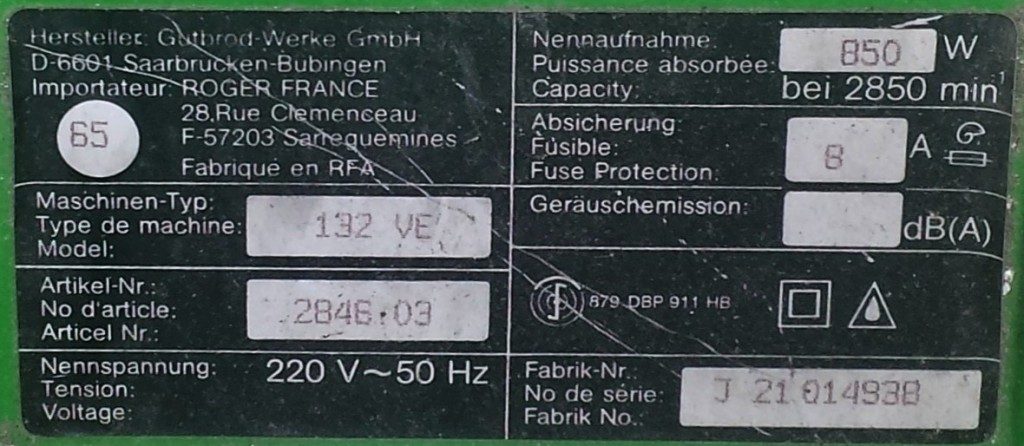 Hersteller: Gutbrod-Werke GmbH
D-6601 Saarbrücken-Bübingen
Importateur: ROGER FRANCE
28,Rue Clemenceau
F-57203 Sarreguemines
65
Fabriqué en RFA
Maschinen-Typ:
Type de machine: 132 VE
Model:
Artikel-Nr.:
No d'article: 2846.03
Articel Nr.:
Nennspannung: 220 V~50 Hz
Tension:
Voltage:
Nennaufnahme: 850 W
Puissance absorbée:
Capacity: bei 2850 min⁻¹
Absicherung:
Fusible: 8 A
Fuse Protection:
Geräuschemission: dB(A)
879 DBP 911 HB
Fabrik-Nr.:
No de série: J 21 014938
Fabrik No.: